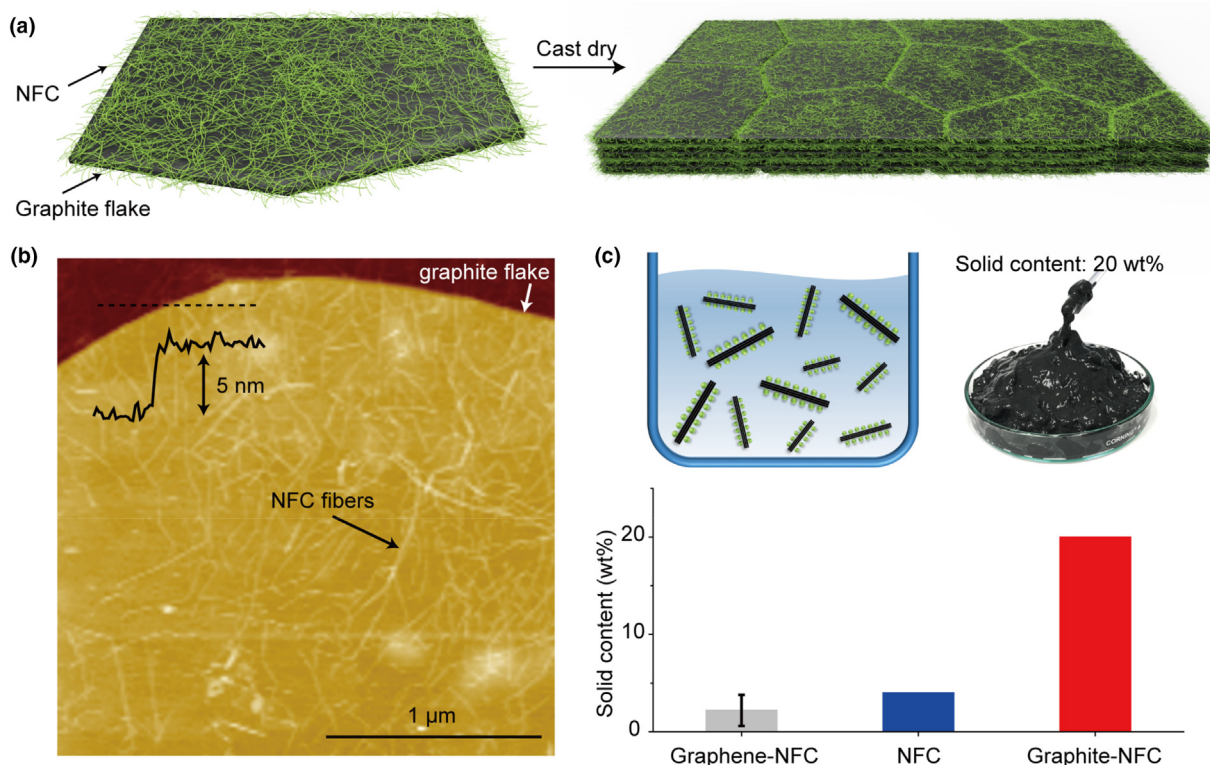 (a)
NFC
Graphite flake
Cast dry
(b)
graphite flake
5 nm
NFC fibers
1 µm
(c)
Solid content: 20 wt%
CORNING
Solid content (wt%)
20
10
0
Graphene-NFC
NFC
Graphite-NFC